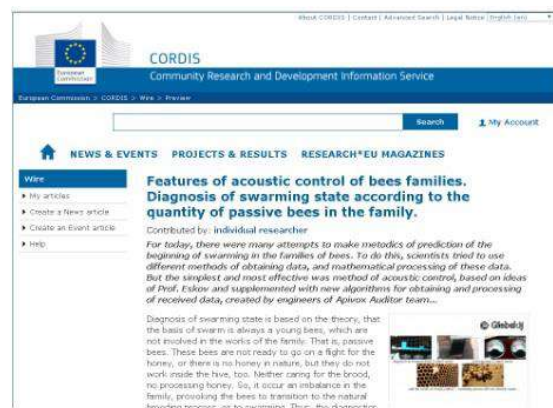 About CORDIS | Contact | Advanced Search | Legal Notice | English (en)
European
Commission
CORDIS
Community Research and Development Information Service
European Commission > CORDIS > Wire > Preview
Search
My Account
NEWS & EVENTS PROJECTS & RESULTS RESEARCH*EU MAGAZINES
Wire
My articles
Create a News article
Create an Event article
Help
Features of acoustic control of bees families.
Diagnosis of swarming state according to the
quantity of passive bees in the family.
Contributed by: individual researcher
For today, there were many attempts to make metodics of prediction of the
beginning of swarming in the families of bees. To do this, scientists tried to use
different methods of obtaining data, and mathematical processing of these data.
But the simplest and most effective was method of acoustic control, based on ideas
of Prof. Eskov and supplemented with new algorithms for obtaining and processing
of received data, created by engineers of Apivox Auditor team...
Diagnosis of swarming state is based on the theory, that
the basis of swarm is always a young bees, which are
not involved in the works of the family. That is, passive
bees. These bees are not ready to go on a flight for the
honey, or there is no honey in nature, but they do not
work inside the hive, too. Neither caring for the brood,
no processing honey. So, it occur an imbalance in the
family, provoking the bees to transition to the natural
breeding process, or to swarming. Thus, the diagnostics
© Gliebelkij